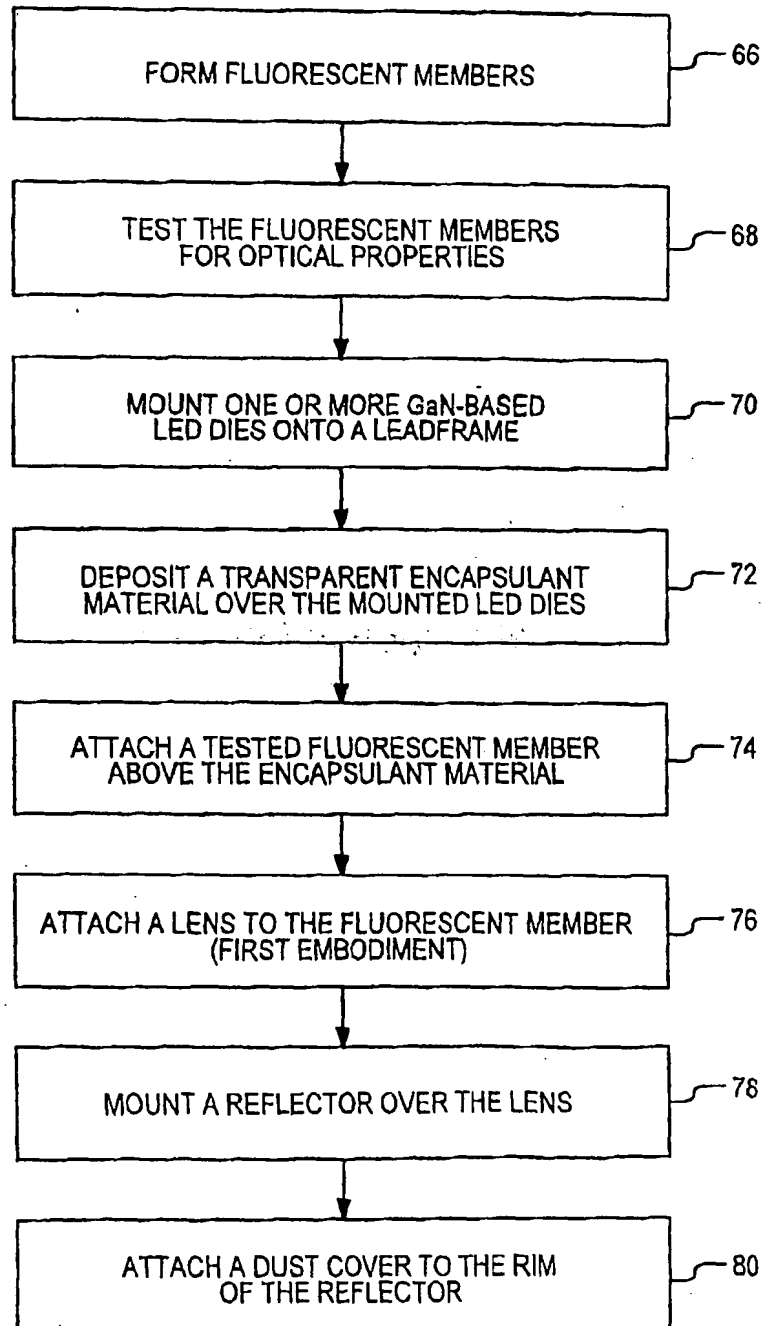 FORM FLUORESCENT MEMBERS
66
TEST THE FLUORESCENT MEMBERS
FOR OPTICAL PROPERTIES
68
MOUNT ONE OR MORE GaN-BASED
LED DIES ONTO A LEADFRAME
70
DEPOSIT A TRANSPARENT ENCAPSULANT
MATERIAL OVER THE MOUNTED LED DIES
72
ATTACH A TESTED FLUORESCENT MEMBER
ABOVE THE ENCAPSULANT MATERIAL
74
ATTACH A LENS TO THE FLUORESCENT MEMBER
(FIRST EMBODIMENT)
76
MOUNT A REFLECTOR OVER THE LENS
78
ATTACH A DUST COVER TO THE RIM
OF THE REFLECTOR
80